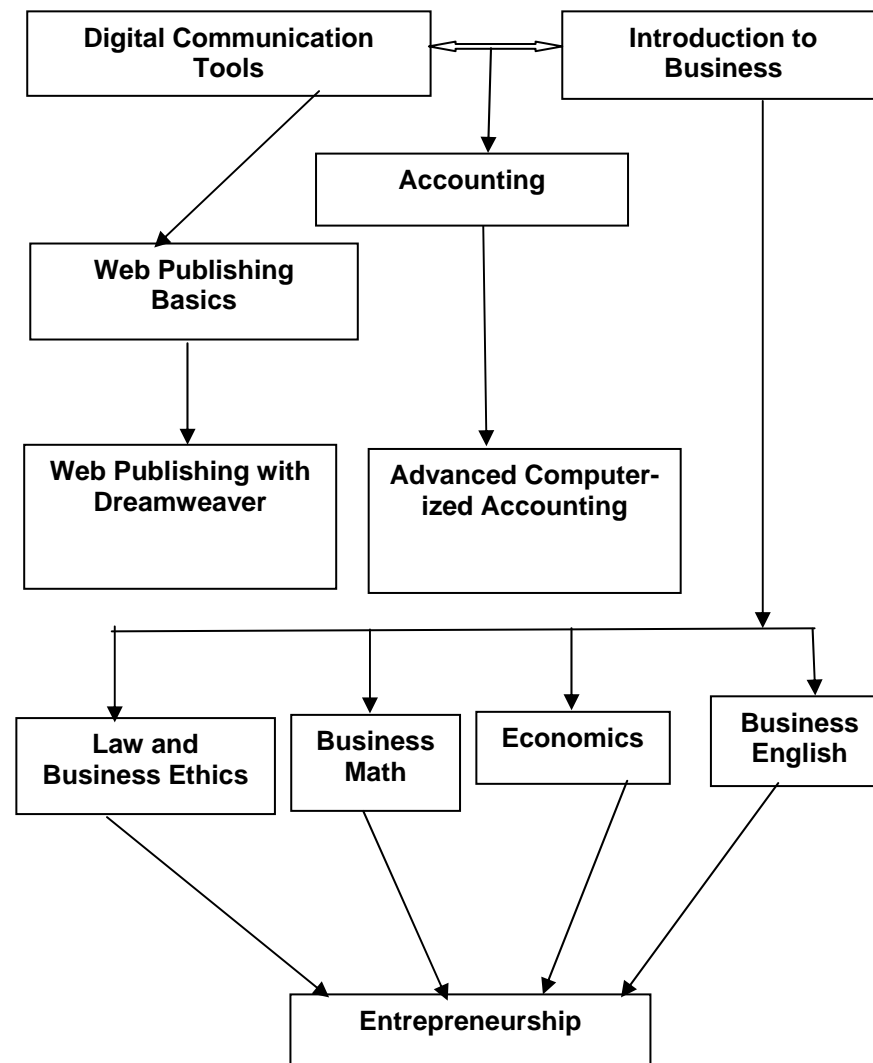 Digital Communication
Tools
Introduction to
Business
Accounting
Web Publishing
Basics
Web Publishing with
Dreamweaver
Advanced Computer-
ized Accounting
Law and
Business Ethics
Business
Math
Economics
Business
English
Entrepreneurship